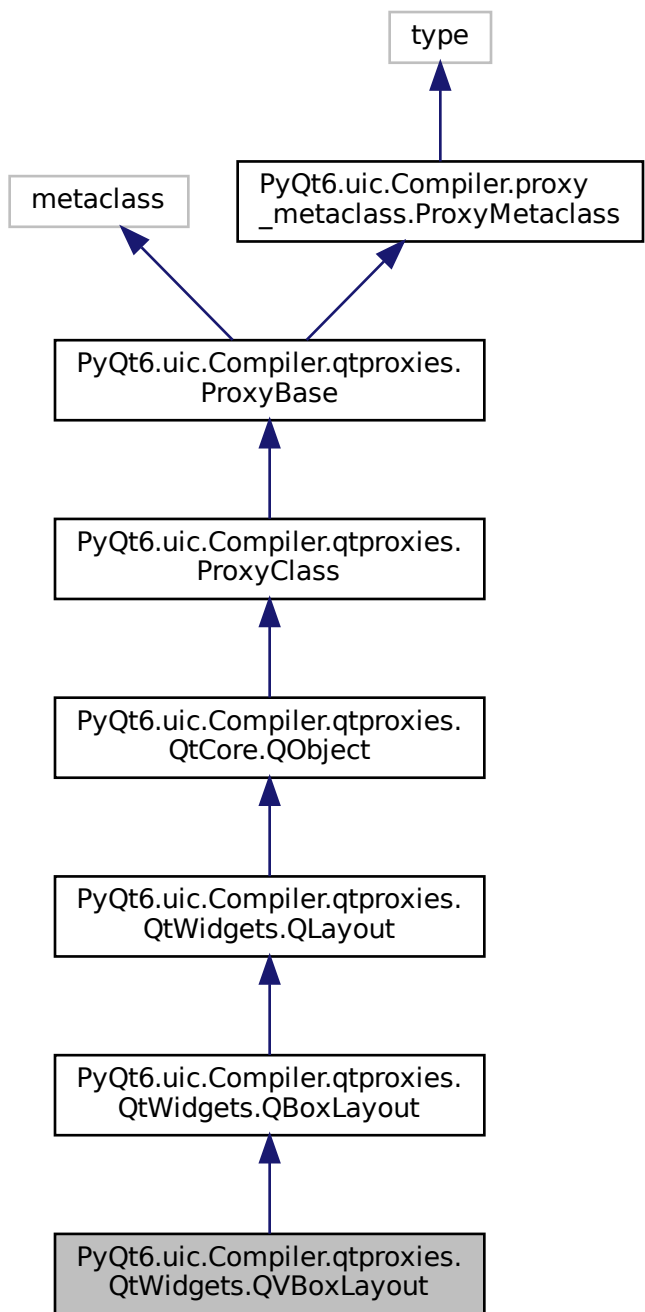 type
metaclass
PyQt6.uic.Compiler.proxy
_metaclass.ProxyMetaclass
PyQt6.uic.Compiler.qtproxies.
ProxyBase
PyQt6.uic.Compiler.qtproxies.
ProxyClass
PyQt6.uic.Compiler.qtproxies.
QtCore.QObject
PyQt6.uic.Compiler.qtproxies.
QtWidgets.QLayout
PyQt6.uic.Compiler.qtproxies.
QtWidgets.QBoxLayout
PyQt6.uic.Compiler.qtproxies.
QtWidgets.QVBoxLayout